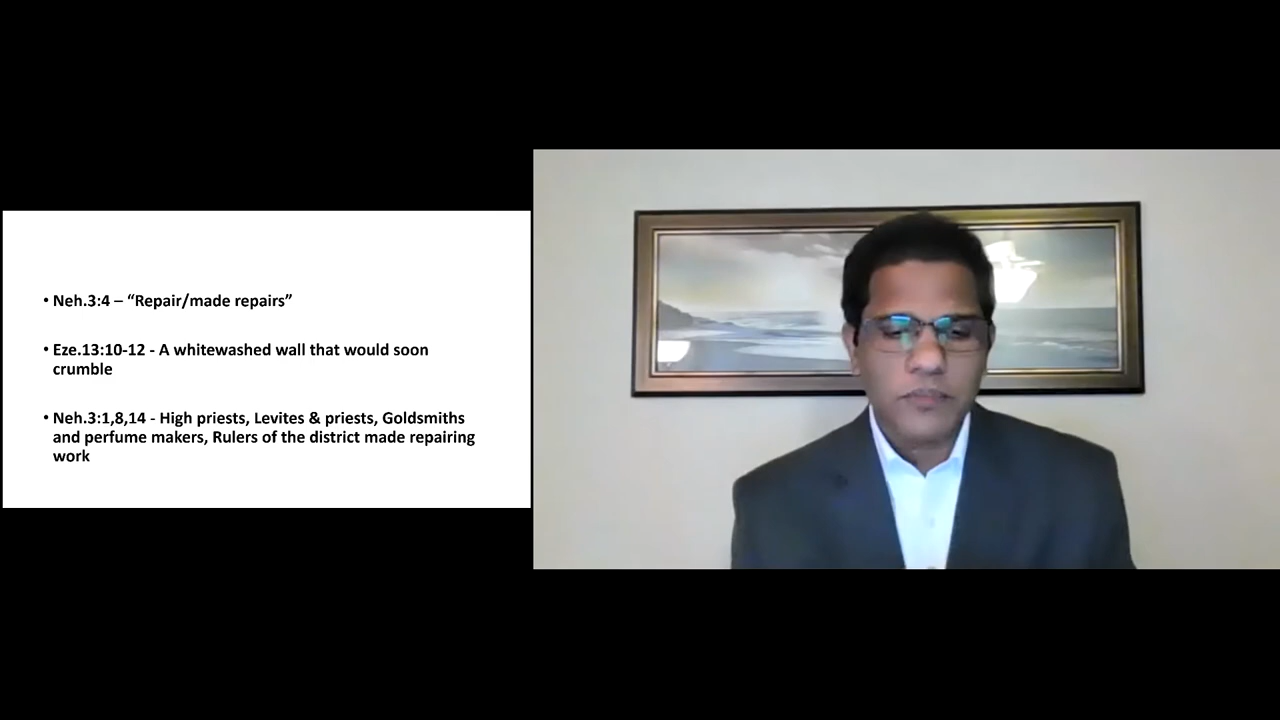 • Neh.3:4 – “Repair/made repairs”
• Eze.13:10-12 - A whitewashed wall that would soon
crumble
• Neh.3:1,8,14 - High priests, Levites & priests, Goldsmiths
and perfume makers, Rulers of the district made repairing
work